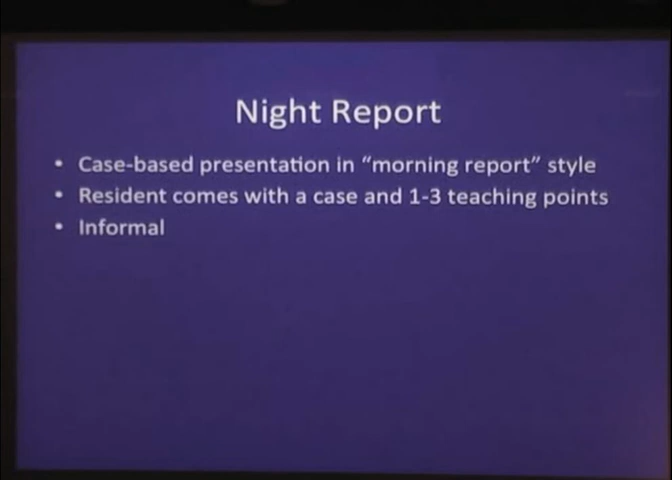 Night Report
• Case-based presentation in “morning report” style
• Resident comes with a case and 1-3 teaching points
• Informal